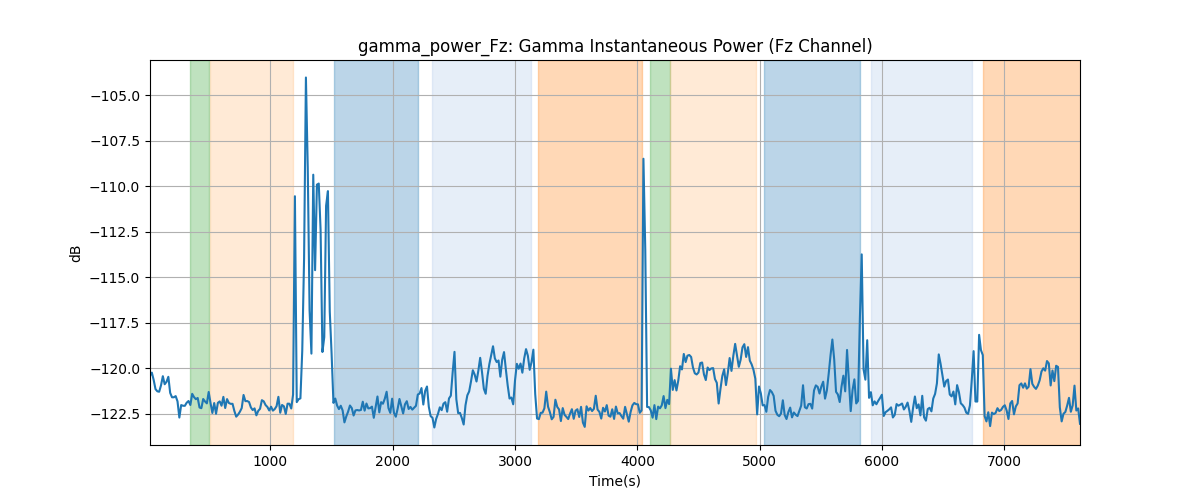 gamma_power_Fz: Gamma Instantaneous Power (Fz Channel)
−105.0
−107.5
−110.0
−112.5
−115.0
−117.5
−120.0
−122.5
dB
1000 2000 3000 4000 5000 6000 7000
Time(s)